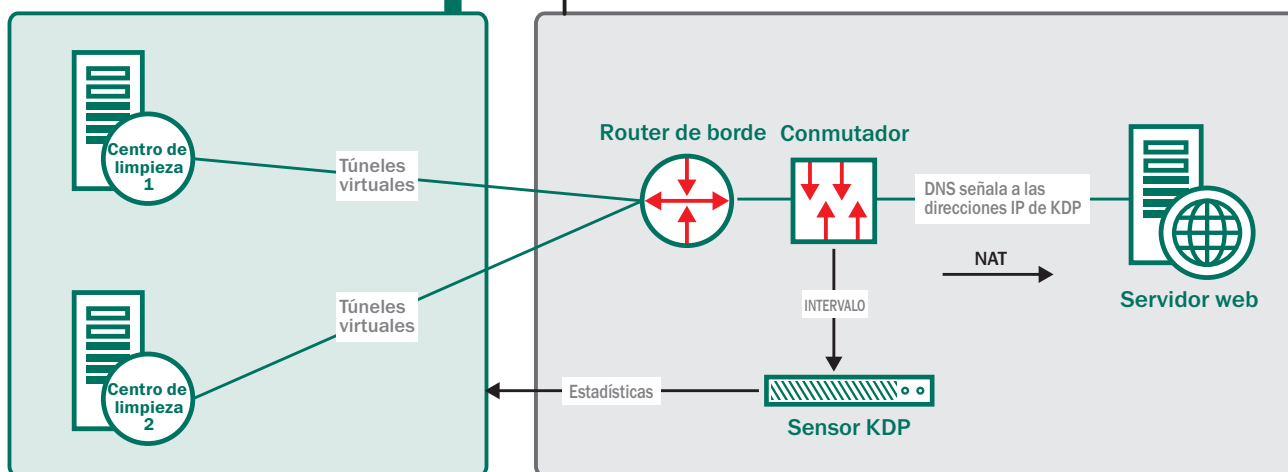 Centro de
limpieza
1
Túneles
virtuales
Centro de
limpieza
2
Túneles
virtuales
Router de borde
Conmutador
DNS señala a las
direcciones IP de KDP
NAT
Servidor web
INTERVALO
Estadísticas
Sensor KDP